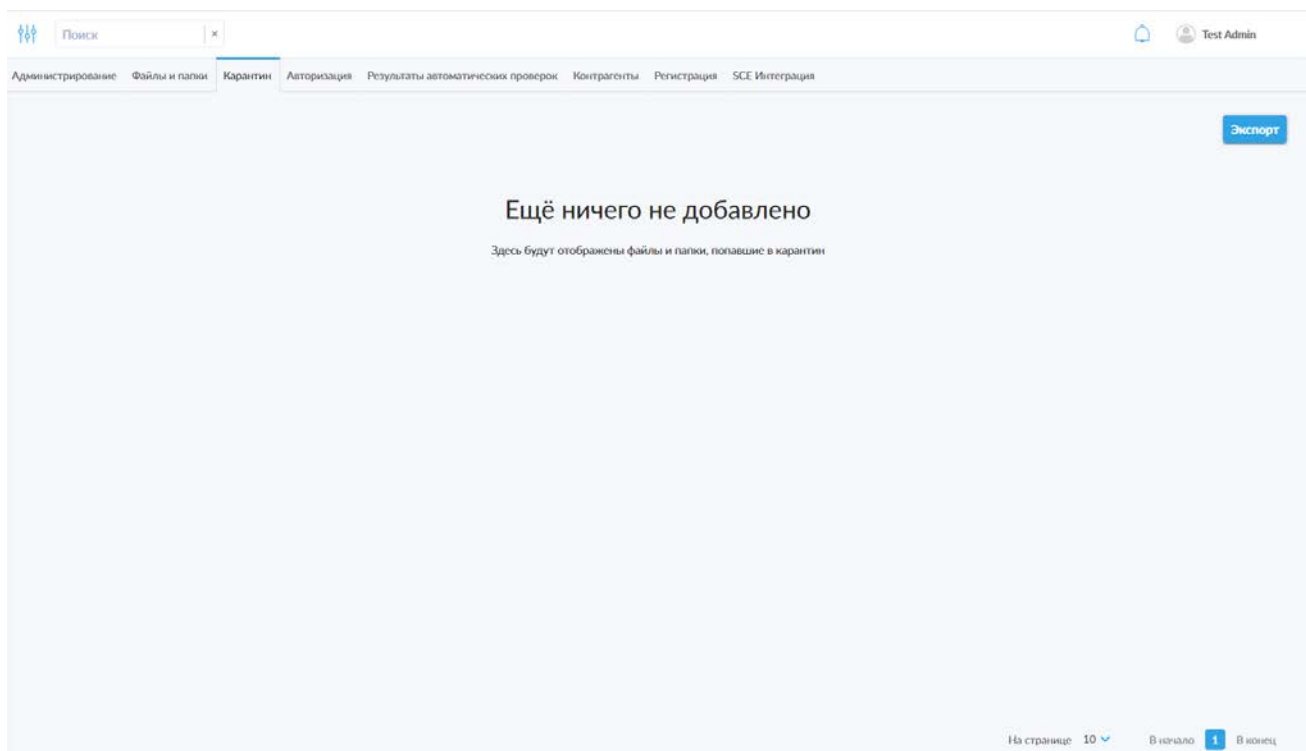 Поиск ×
Test Admin
Администрирование Файлы и папки Карантин Авторизация Результаты автоматических проверок Контрагенты Регистрация SCE Интеграция
Экспорт
Ещё ничего не добавлено
Здесь будут отображены файлы и папки, попавшие в карантин
На странице 10 В начало 1 В конец